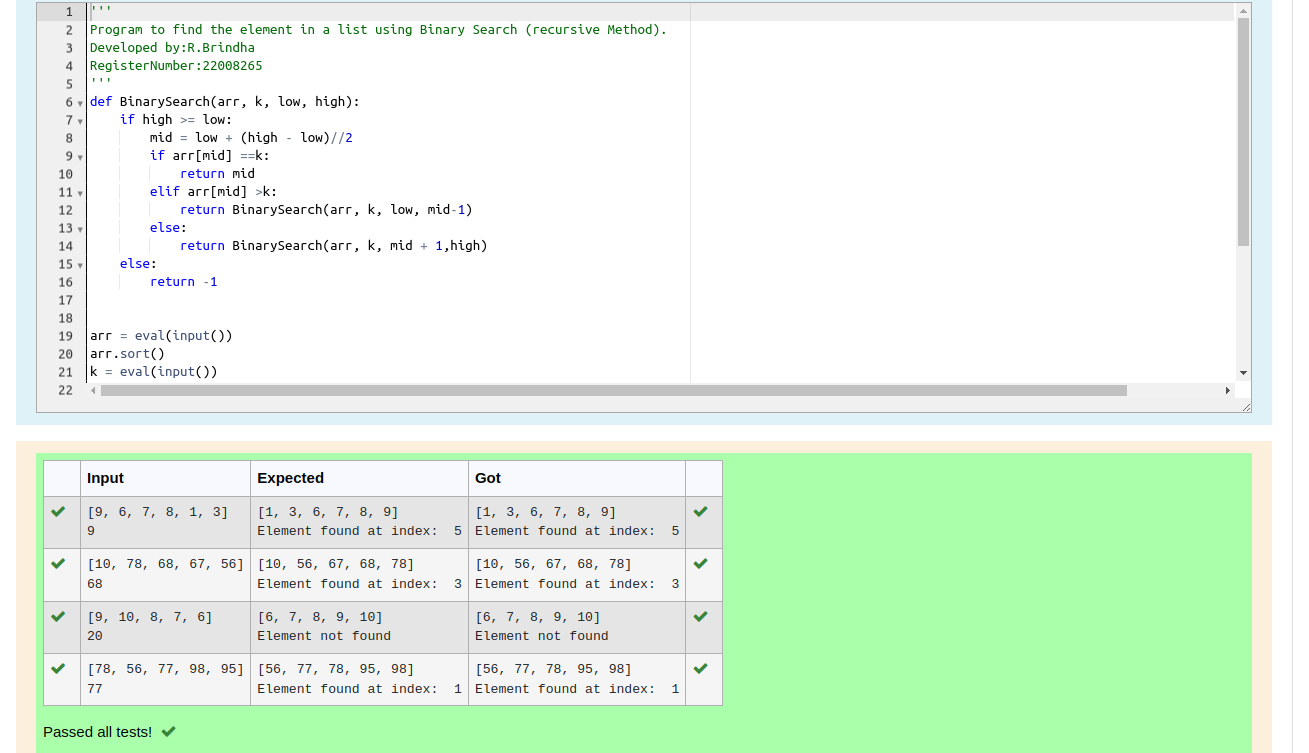 1 '''
2 Program to find the element in a list using Binary Search (recursive Method).
3 Developed by:R.Brindha
4 RegisterNumber:22008265
5 '''
6 def BinarySearch(arr, k, low, high):
7     if high >= low:
8         mid = low + (high - low)//2
9         if arr[mid] ==k:
10             return mid
11         elif arr[mid] >k:
12             return BinarySearch(arr, k, low, mid-1)
13         else:
14             return BinarySearch(arr, k, mid + 1,high)
15     else:
16         return -1
17
18
19 arr = eval(input())
20 arr.sort()
21 k = eval(input())
22
Input Expected Got
[9, 6, 7, 8, 1, 3] [1, 3, 6, 7, 8, 9] [1, 3, 6, 7, 8, 9]
9 Element found at index:  5 Element found at index:  5
[10, 78, 68, 67, 56] [10, 56, 67, 68, 78] [10, 56, 67, 68, 78]
68 Element found at index:  3 Element found at index:  3
[9, 10, 8, 7, 6] [6, 7, 8, 9, 10] [6, 7, 8, 9, 10]
20 Element not found Element not found
[78, 56, 77, 98, 95] [56, 77, 78, 95, 98] [56, 77, 78, 95, 98]
77 Element found at index:  1 Element found at index:  1
Passed all tests!